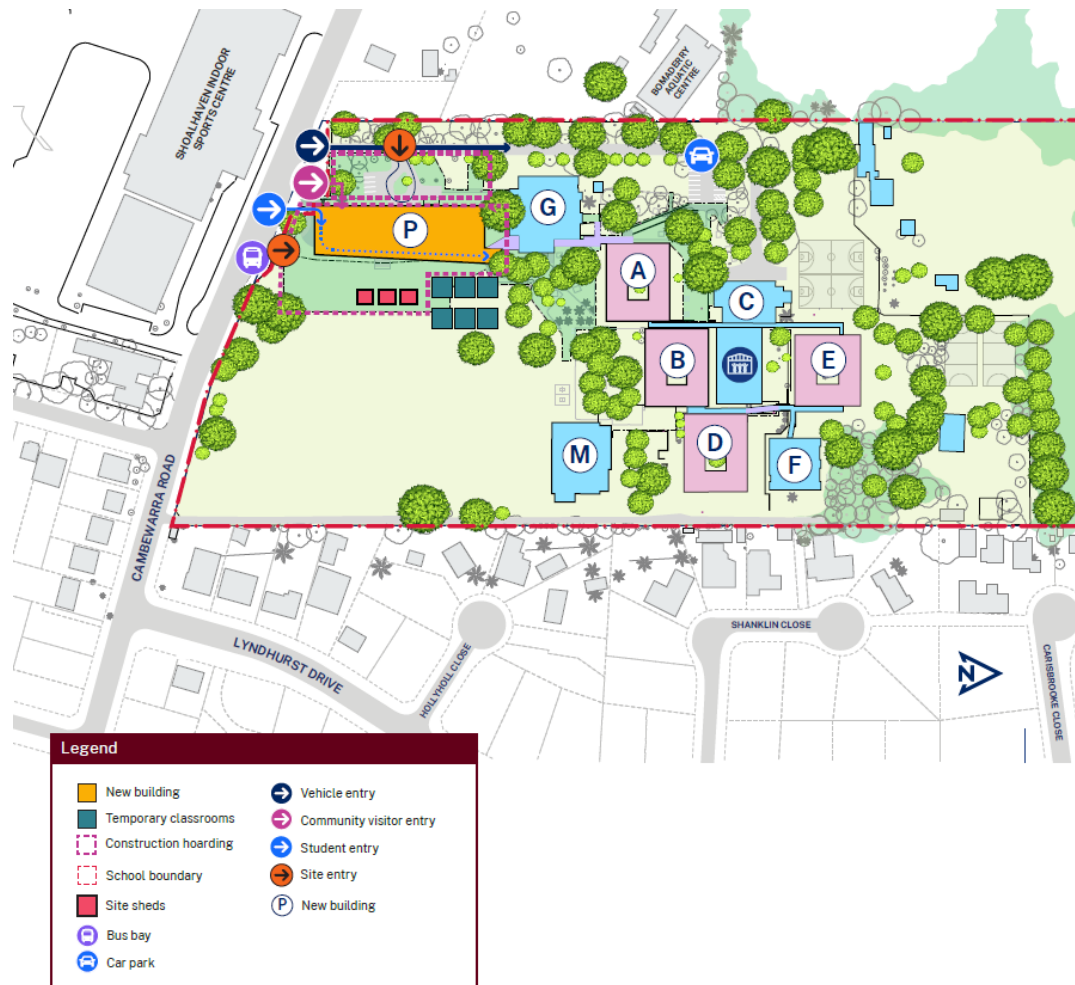 SHOALHAVEN INDOOR
SPORTS CENTRE
BOMADERRY
AQUATIC
CENTRE
G
P
A
C
B
E
D
M
F
CAMBEWARRA ROAD
LYNDHURST DRIVE
HOLLYHOLL CLOSE
SHANKLIN CLOSE
CARISBROOKE CLOSE
N
Legend
New building
Temporary classrooms
Construction hoarding
School boundary
Site sheds
Bus bay
Car park
Vehicle entry
Community visitor entry
Student entry
Site entry
P
New building